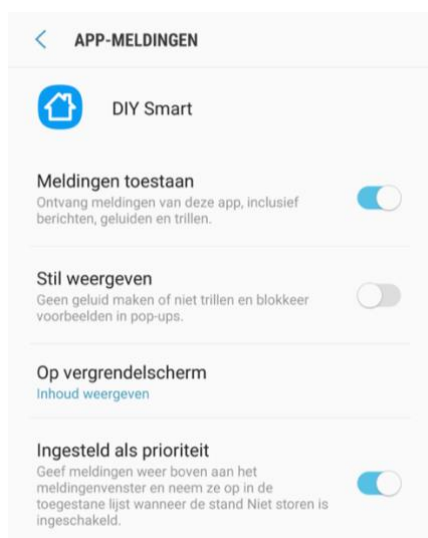 APP-MELDINGEN
DIY Smart
Meldingen toestaan
Ontvang meldingen van deze app, inclusief
berichten, geluiden en trillen.
Stil weergeven
Geen geluid maken of niet trillen en blokkeer
voorbeelden in pop-ups.
Op vergrendelscherm
Inhoud weergeven
Ingesteld als prioriteit
Geef meldingen weer boven aan het
meldingenvenster en neem ze op in de
toegestane lijst wanneer de stand Niet storen is
ingeschakeld.